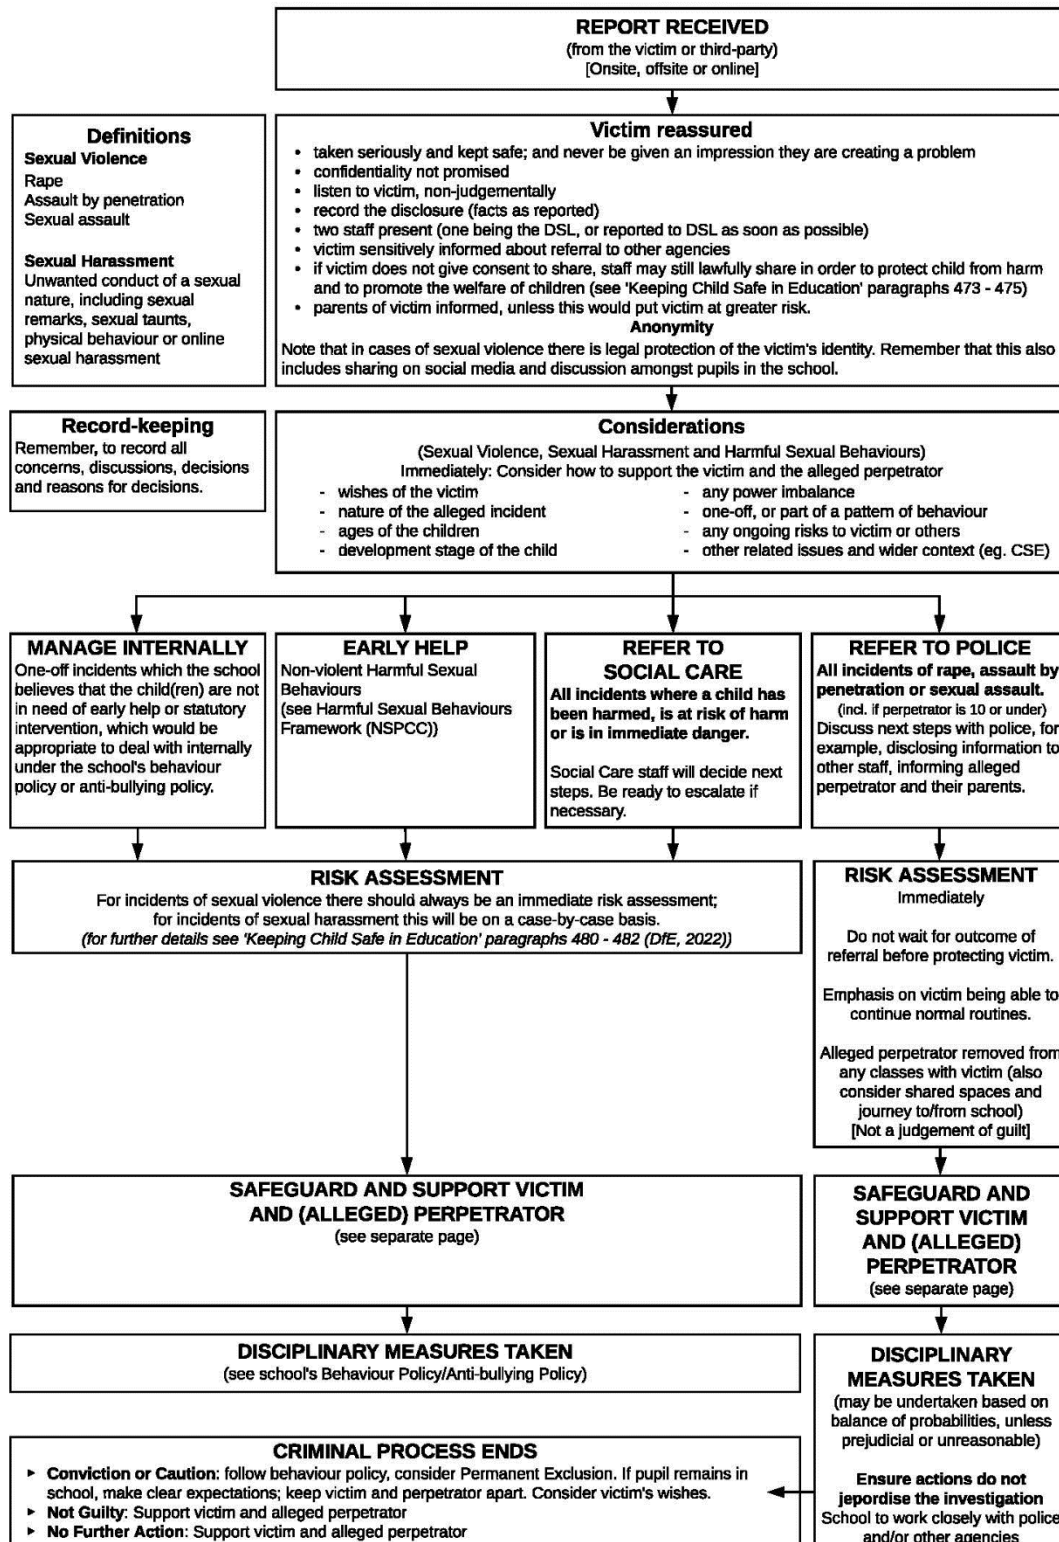 REPORT RECEIVED
(from the victim or third-party)
[Onsite, offsite or online]
Definitions
Sexual Violence
Rape
Assault by penetration
Sexual assault
Sexual Harassment
Unwanted conduct of a sexual
nature, including sexual
remarks, sexual taunts,
physical behaviour or online
sexual harassment
Victim reassured
• taken seriously and kept safe; and never be given an impression they are creating a problem
• confidentiality not promised
• listen to victim, non-judgementally
• record the disclosure (facts as reported)
• two staff present (one being the DSL, or reported to DSL as soon as possible)
• victim sensitively informed about referral to other agencies
• if victim does not give consent to share, staff may still lawfully share in order to protect child from harm
and to promote the welfare of children (see 'Keeping Child Safe in Education' paragraphs 473 - 475)
• parents of victim informed, unless this would put victim at greater risk.
Anonymity
Note that in cases of sexual violence there is legal protection of the victim's identity. Remember that this also
includes sharing on social media and discussion amongst pupils in the school.
Record-keeping
Remember, to record all
concerns, discussions, decisions
and reasons for decisions.
Considerations
(Sexual Violence, Sexual Harassment and Harmful Sexual Behaviours)
Immediately: Consider how to support the victim and the alleged perpetrator
- wishes of the victim
- nature of the alleged incident
- ages of the children
- development stage of the child
- any power imbalance
- one-off, or part of a pattern of behaviour
- any ongoing risks to victim or others
- other related issues and wider context (eg. CSE)
MANAGE INTERNALLY
One-off incidents which the school
believes that the child(ren) are not
in need of early help or statutory
intervention, which would be
appropriate to deal with internally
under the school's behaviour
policy or anti-bullying policy.
EARLY HELP
Non-violent Harmful Sexual
Behaviours
(see Harmful Sexual Behaviours
Framework (NSPCC))
REFER TO
SOCIAL CARE
All incidents where a child has
been harmed, is at risk of harm
or is in immediate danger.
Social Care staff will decide next
steps. Be ready to escalate if
necessary.
REFER TO POLICE
All incidents of rape, assault by
penetration or sexual assault.
(incl. if perpetrator is 10 or under)
Discuss next steps with police, for
example, disclosing information to
other staff, informing alleged
perpetrator and their parents.
RISK ASSESSMENT
For incidents of sexual violence there should always be an immediate risk assessment;
for incidents of sexual harassment this will be on a case-by-case basis.
(for further details see 'Keeping Child Safe in Education' paragraphs 480 - 482 (DfE, 2022))
RISK ASSESSMENT
Immediately
Do not wait for outcome of
referral before protecting victim.
Emphasis on victim being able to
continue normal routines.
Alleged perpetrator removed from
any classes with victim (also
consider shared spaces and
journey to/from school)
[Not a judgement of guilt]
SAFEGUARD AND SUPPORT VICTIM
AND (ALLEGED) PERPETRATOR
(see separate page)
SAFEGUARD AND
SUPPORT VICTIM
AND (ALLEGED)
PERPETRATOR
(see separate page)
DISCIPLINARY MEASURES TAKEN
(see school's Behaviour Policy/Anti-bullying Policy)
DISCIPLINARY
MEASURES TAKEN
(may be undertaken based on
balance of probabilities, unless
prejudicial or unreasonable)
Ensure actions do not
jepordise the investigation
School to work closely with police
and/or other agencies
CRIMINAL PROCESS ENDS
▸ Conviction or Caution: follow behaviour policy, consider Permanent Exclusion. If pupil remains in
school, make clear expectations; keep victim and perpetrator apart. Consider victim's wishes.
▸ Not Guilty: Support victim and alleged perpetrator
▸ No Further Action: Support victim and alleged perpetrator